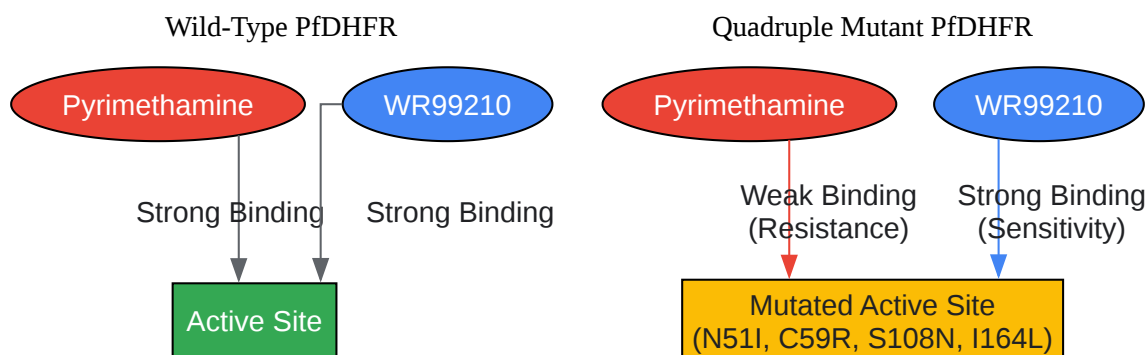 Wild-Type PfDHFR
Pyrimethamine
WR99210
Strong Binding
Strong Binding
Active Site
Quadruple Mutant PfDHFR
Pyrimethamine
WR99210
Weak Binding
(Resistance)
Strong Binding
(Sensitivity)
Mutated Active Site
(N51I, C59R, S108N, I164L)